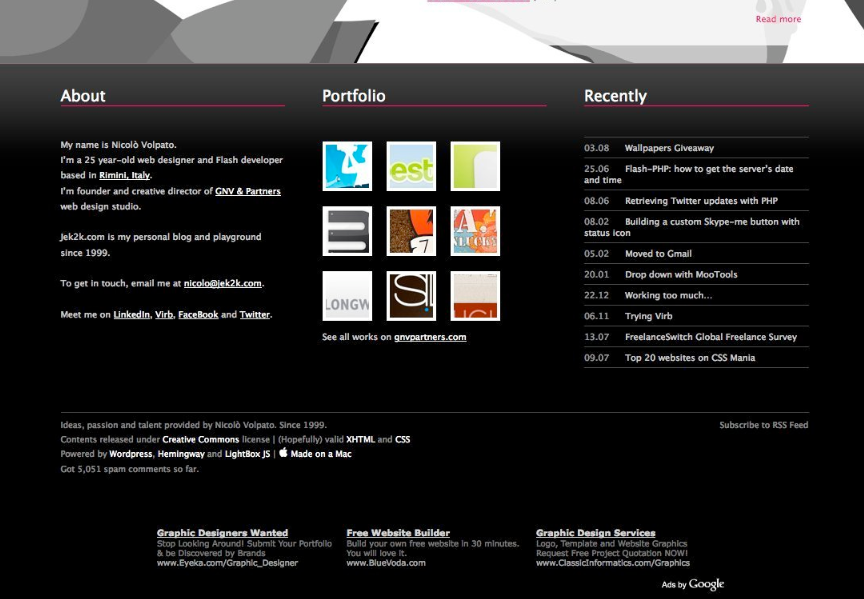 Read more
About
My name is Nicolò Volpato.
I'm a 25 year-old web designer and Flash developer
based in Rimini, Italy.
I'm founder and creative director of GNV & Partners
web design studio.
Jek2k.com is my personal blog and playground
since 1999.
To get in touch, email me at nicolo@jek2k.com.
Meet me on LinkedIn, Virb, FaceBook and Twitter.
Portfolio
est
7
A
LONGW
See all works on gnvpartners.com
Recently
03.08 Wallpapers Giveaway
25.06 Flash-PHP: how to get the server's date
and time
08.06 Retrieving Twitter updates with PHP
08.02 Building a custom Skype-me button with
status icon
05.02 Moved to Gmail
20.01 Drop down with MooTools
22.12 Working too much...
06.11 Trying Virb
13.07 FreelanceSwitch Global Freelance Survey
09.07 Top 20 websites on CSS Mania
Ideas, passion and talent provided by Nicolò Volpato. Since 1999.
Contents released under Creative Commons license | (Hopefully) valid XHTML and CSS
Powered by Wordpress, Hemingway and LightBox JS | Made on a Mac
Got 5,051 spam comments so far.
Subscribe to RSS Feed
Graphic Designers Wanted
Stop Looking Around! Submit Your Portfolio
& be Discovered by Brands
www.Eyeka.com/Graphic_Designer
Free Website Builder
Build your own free website in 30 minutes.
You will love it.
www.BlueVoda.com
Graphic Design Services
Logo, Template and Website Graphics
Request Free Project Quotation NOW!
www.ClassicInformatics.com/Graphics
Ads by Google